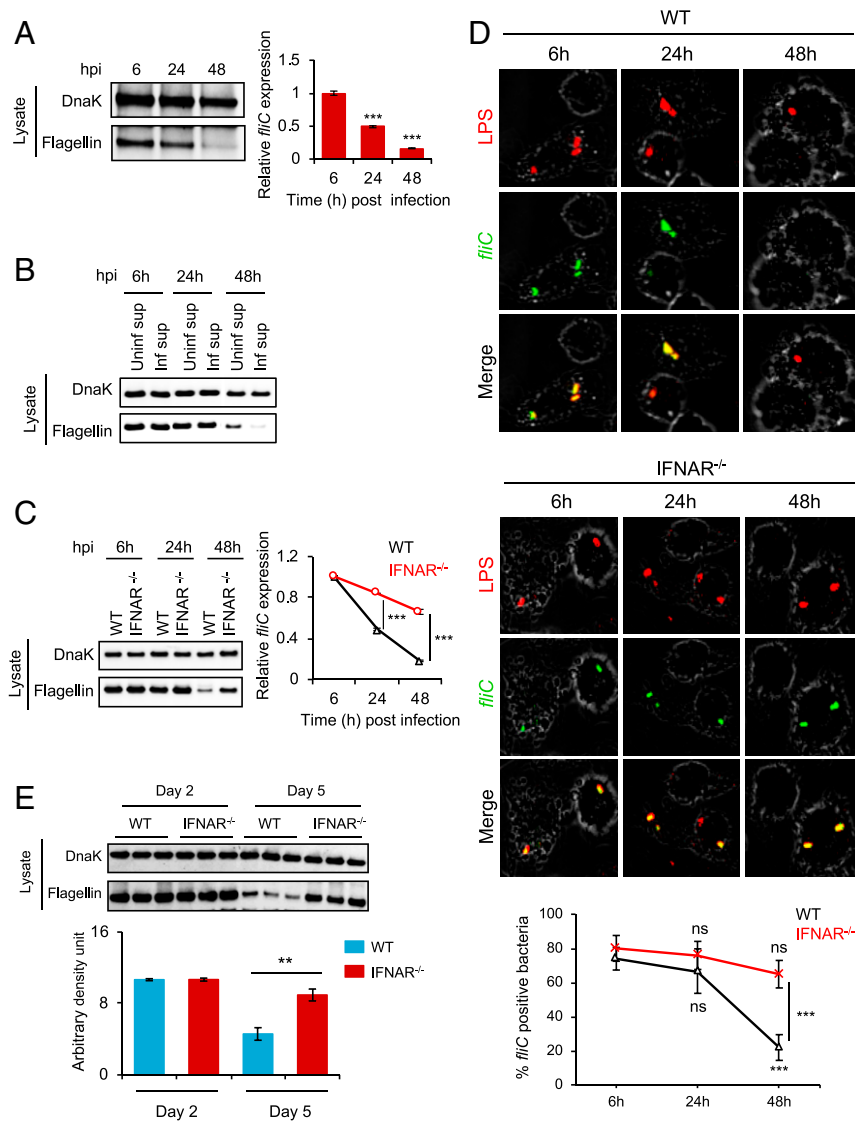 A
hpi 6 24 48
Lysate
DnaK
Flagellin
Relative fliC expression
1.5
1
0.5
0
*** ***
6 24 48
Time (h) post infection
B
hpi 6h 24h 48h
Uninf sup Inf sup Uninf sup Inf sup Uninf sup Inf sup
Lysate
DnaK
Flagellin
C
hpi 6h 24h 48h
WT IFNAR-/- WT IFNAR-/- WT IFNAR-/-
Lysate
DnaK
Flagellin
Relative fliC expression
1.2
0.8
0.4
0
WT
IFNAR-/-
*** ***
6 24 48
Time (h) post infection
D
WT
6h 24h 48h
LPS
fliC
Merge
IFNAR-/-
6h 24h 48h
LPS
fliC
Merge
% fliC positive bacteria
100
80
60
40
20
0
WT
IFNAR-/-
ns ns
ns
***
***
6h 24h 48h
E
Day 2 Day 5
WT IFNAR-/- WT IFNAR-/-
Lysate
DnaK
Flagellin
Arbitrary density unit
18
12
6
0
**
WT
IFNAR-/-
Day 2 Day 5